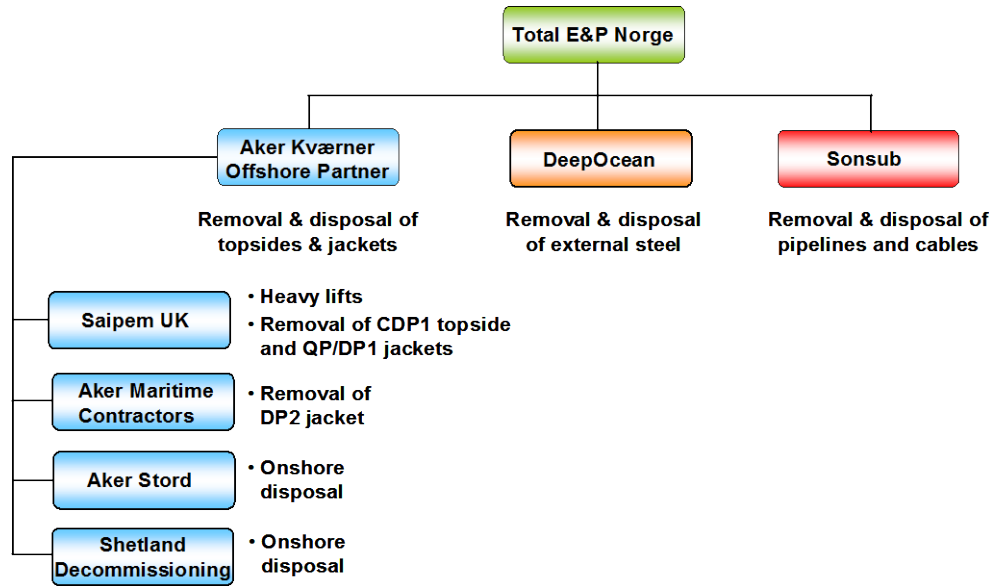 Total E&P Norge
Aker Kværner
Offshore Partner
DeepOcean
Sonsub
Removal & disposal of
topsides & jackets
Removal & disposal
of external steel
Removal & disposal of
pipelines and cables
Saipem UK
• Heavy lifts
• Removal of CDP1 topside
and QP/DP1 jackets
Aker Maritime
Contractors
• Removal of
DP2 jacket
Aker Stord
• Onshore
disposal
Shetland
Decommissioning
• Onshore
disposal